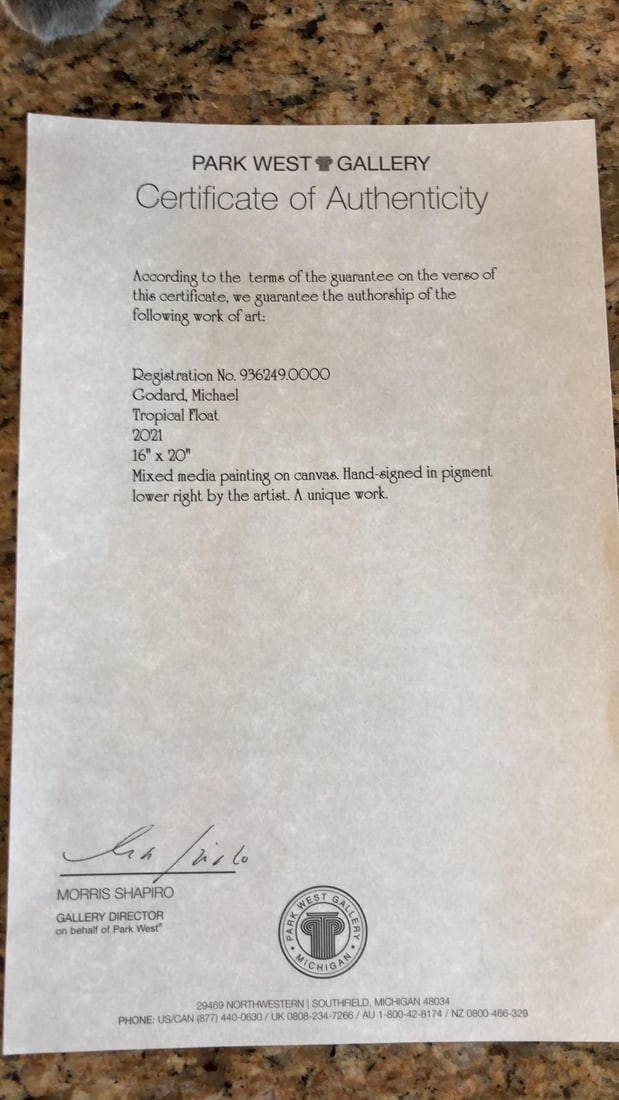 PARK WEST GALLERY
Certificate of Authenticity
According to the terms of the guarantee on the verso of
this certificate, we guarantee the authorship of the
following work of art:
Registration No. 936249.0000
Godard, Michael
Tropical Float
2021
16" x 20"
Mixed media painting on canvas. Hand-signed in pigment
lower right by the artist. A unique work.
MORRIS SHAPIRO
GALLERY DIRECTOR
on behalf of Park West®
PARK WEST GALLERY
• MICHIGAN •
29469 NORTHWESTERN | SOUTHFIELD, MICHIGAN 48034
PHONE: US/CAN (877) 440-0630 / UK 0808-234-7266 / AU 1-800-42-8174 / NZ 0800-466-329